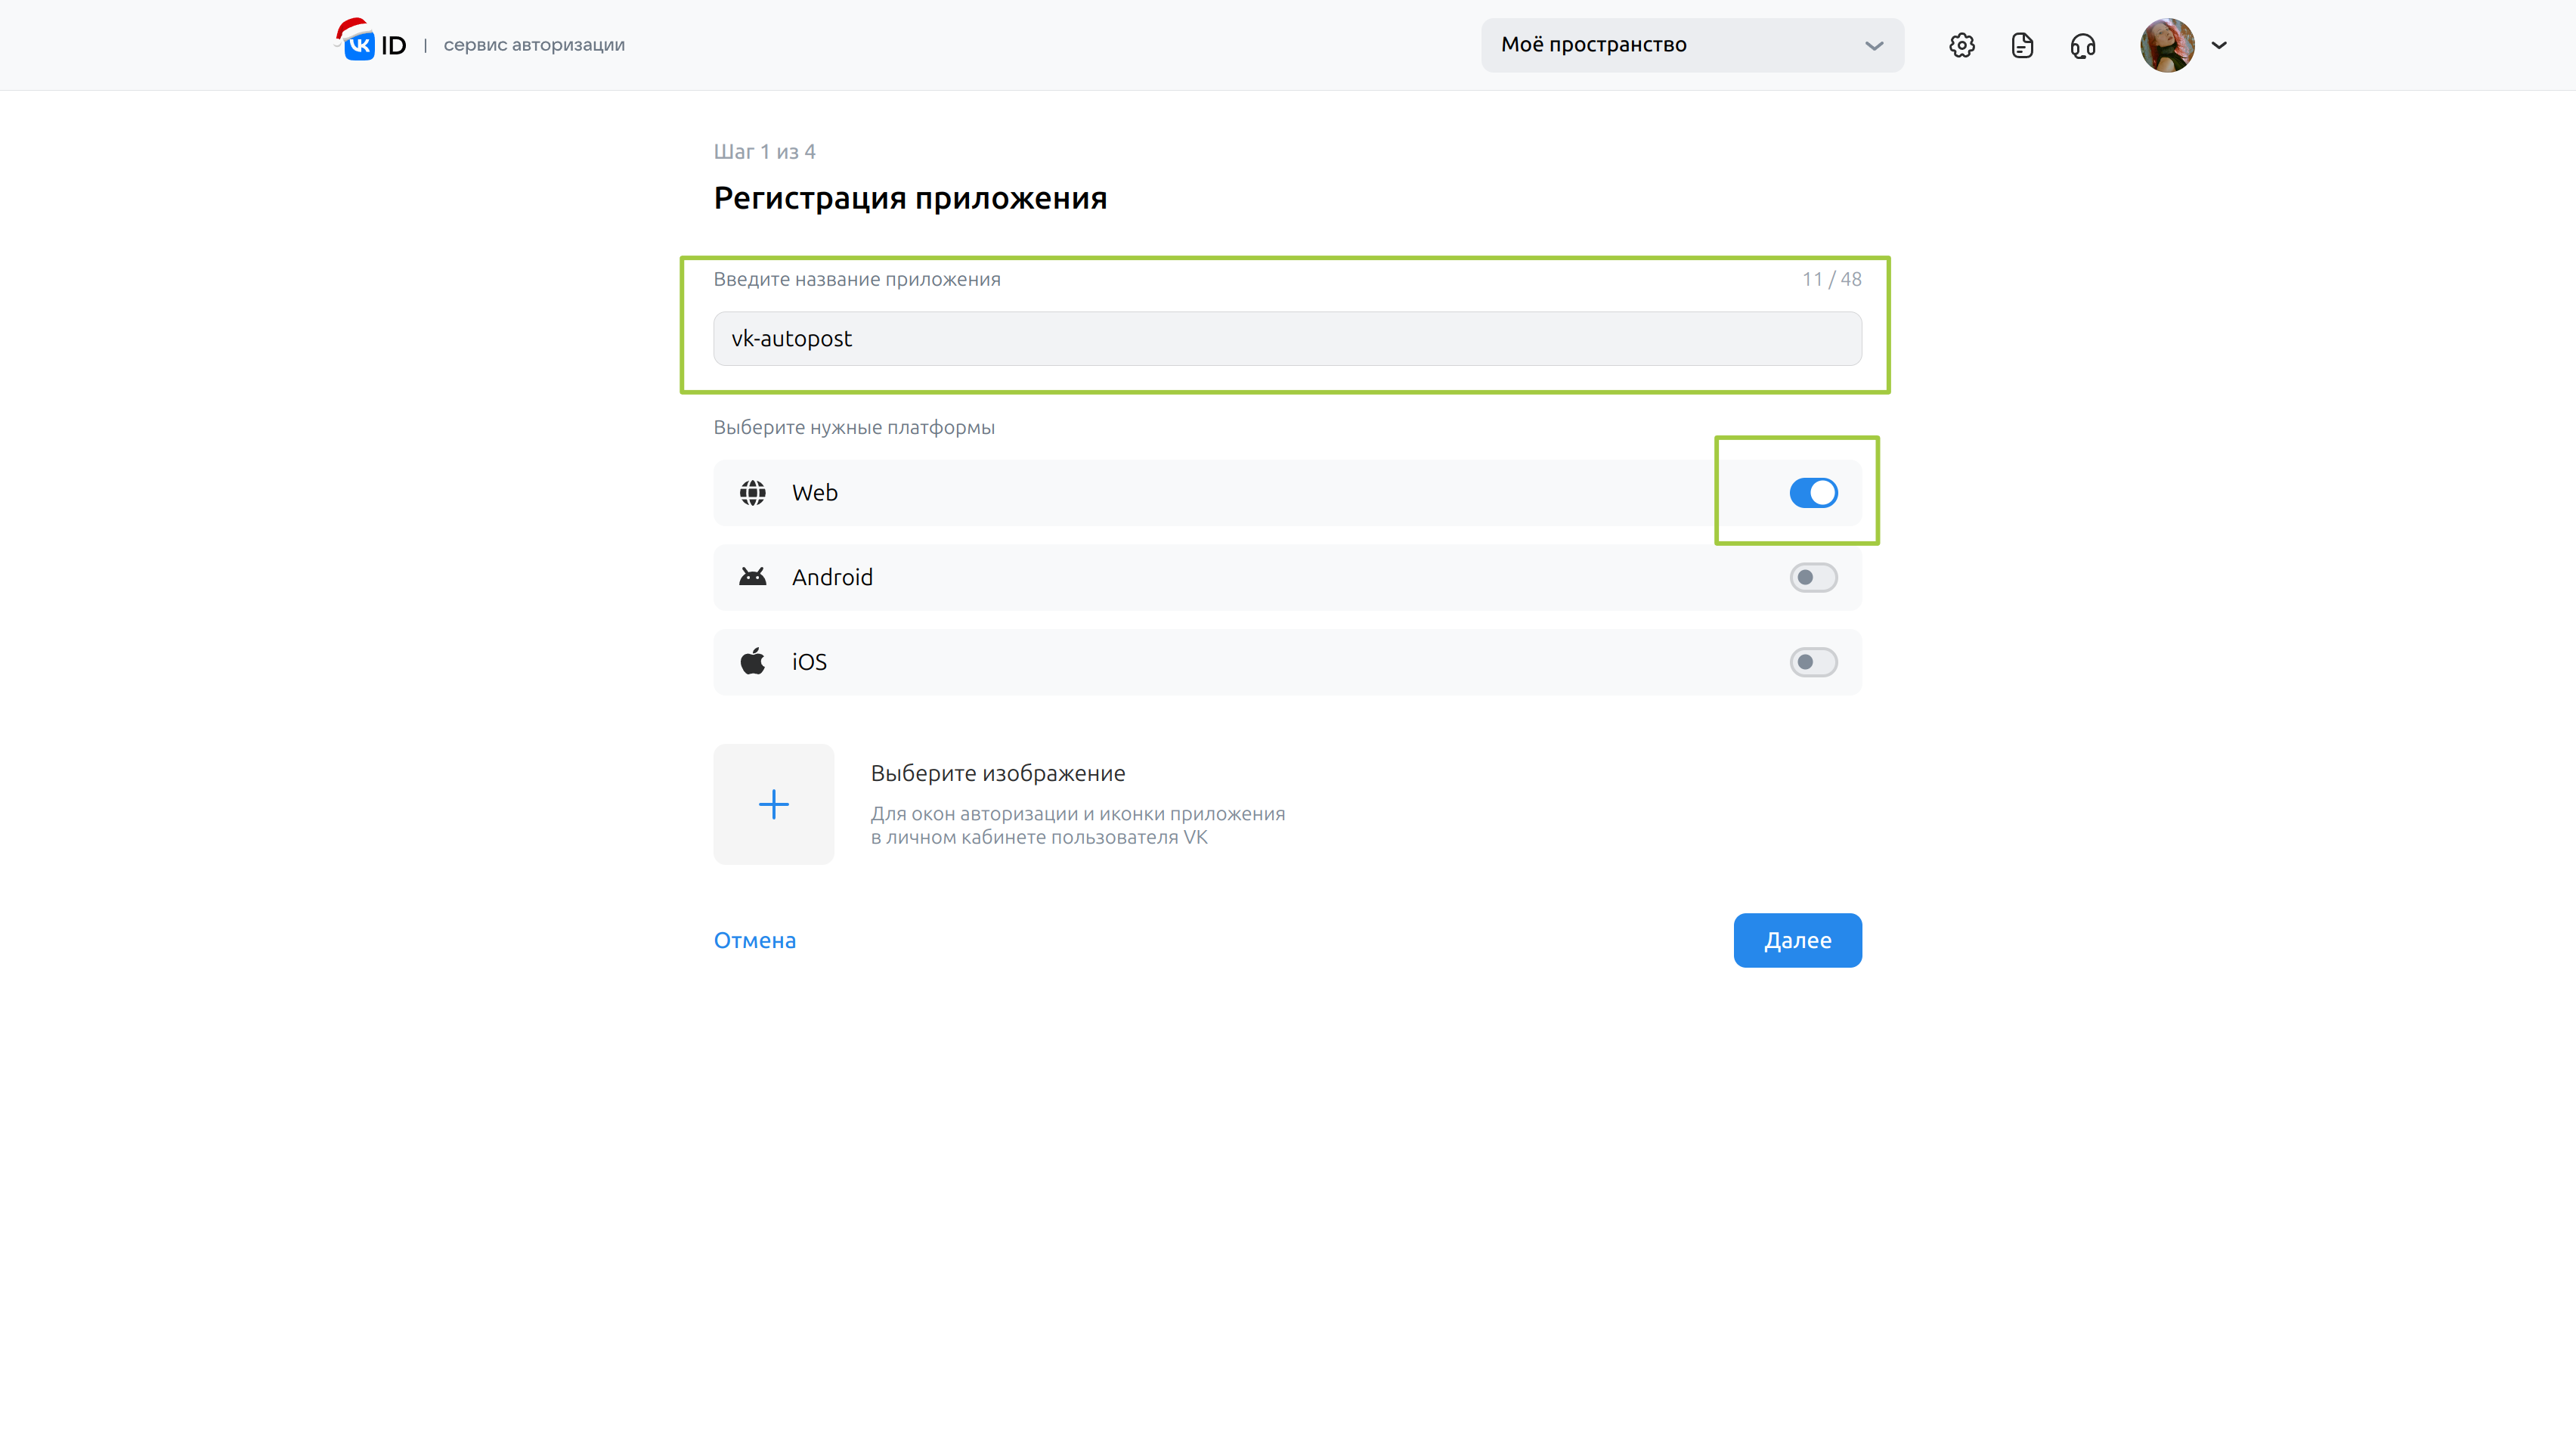 VK ID | сервис авторизации
Моё пространство
Шаг 1 из 4
Регистрация приложения
Введите название приложения 11 / 48
vk-autopost
Выберите нужные платформы
Web
Android
iOS
Выберите изображение
Для окон авторизации и иконки приложения
в личном кабинете пользователя VK
Отмена
Далее